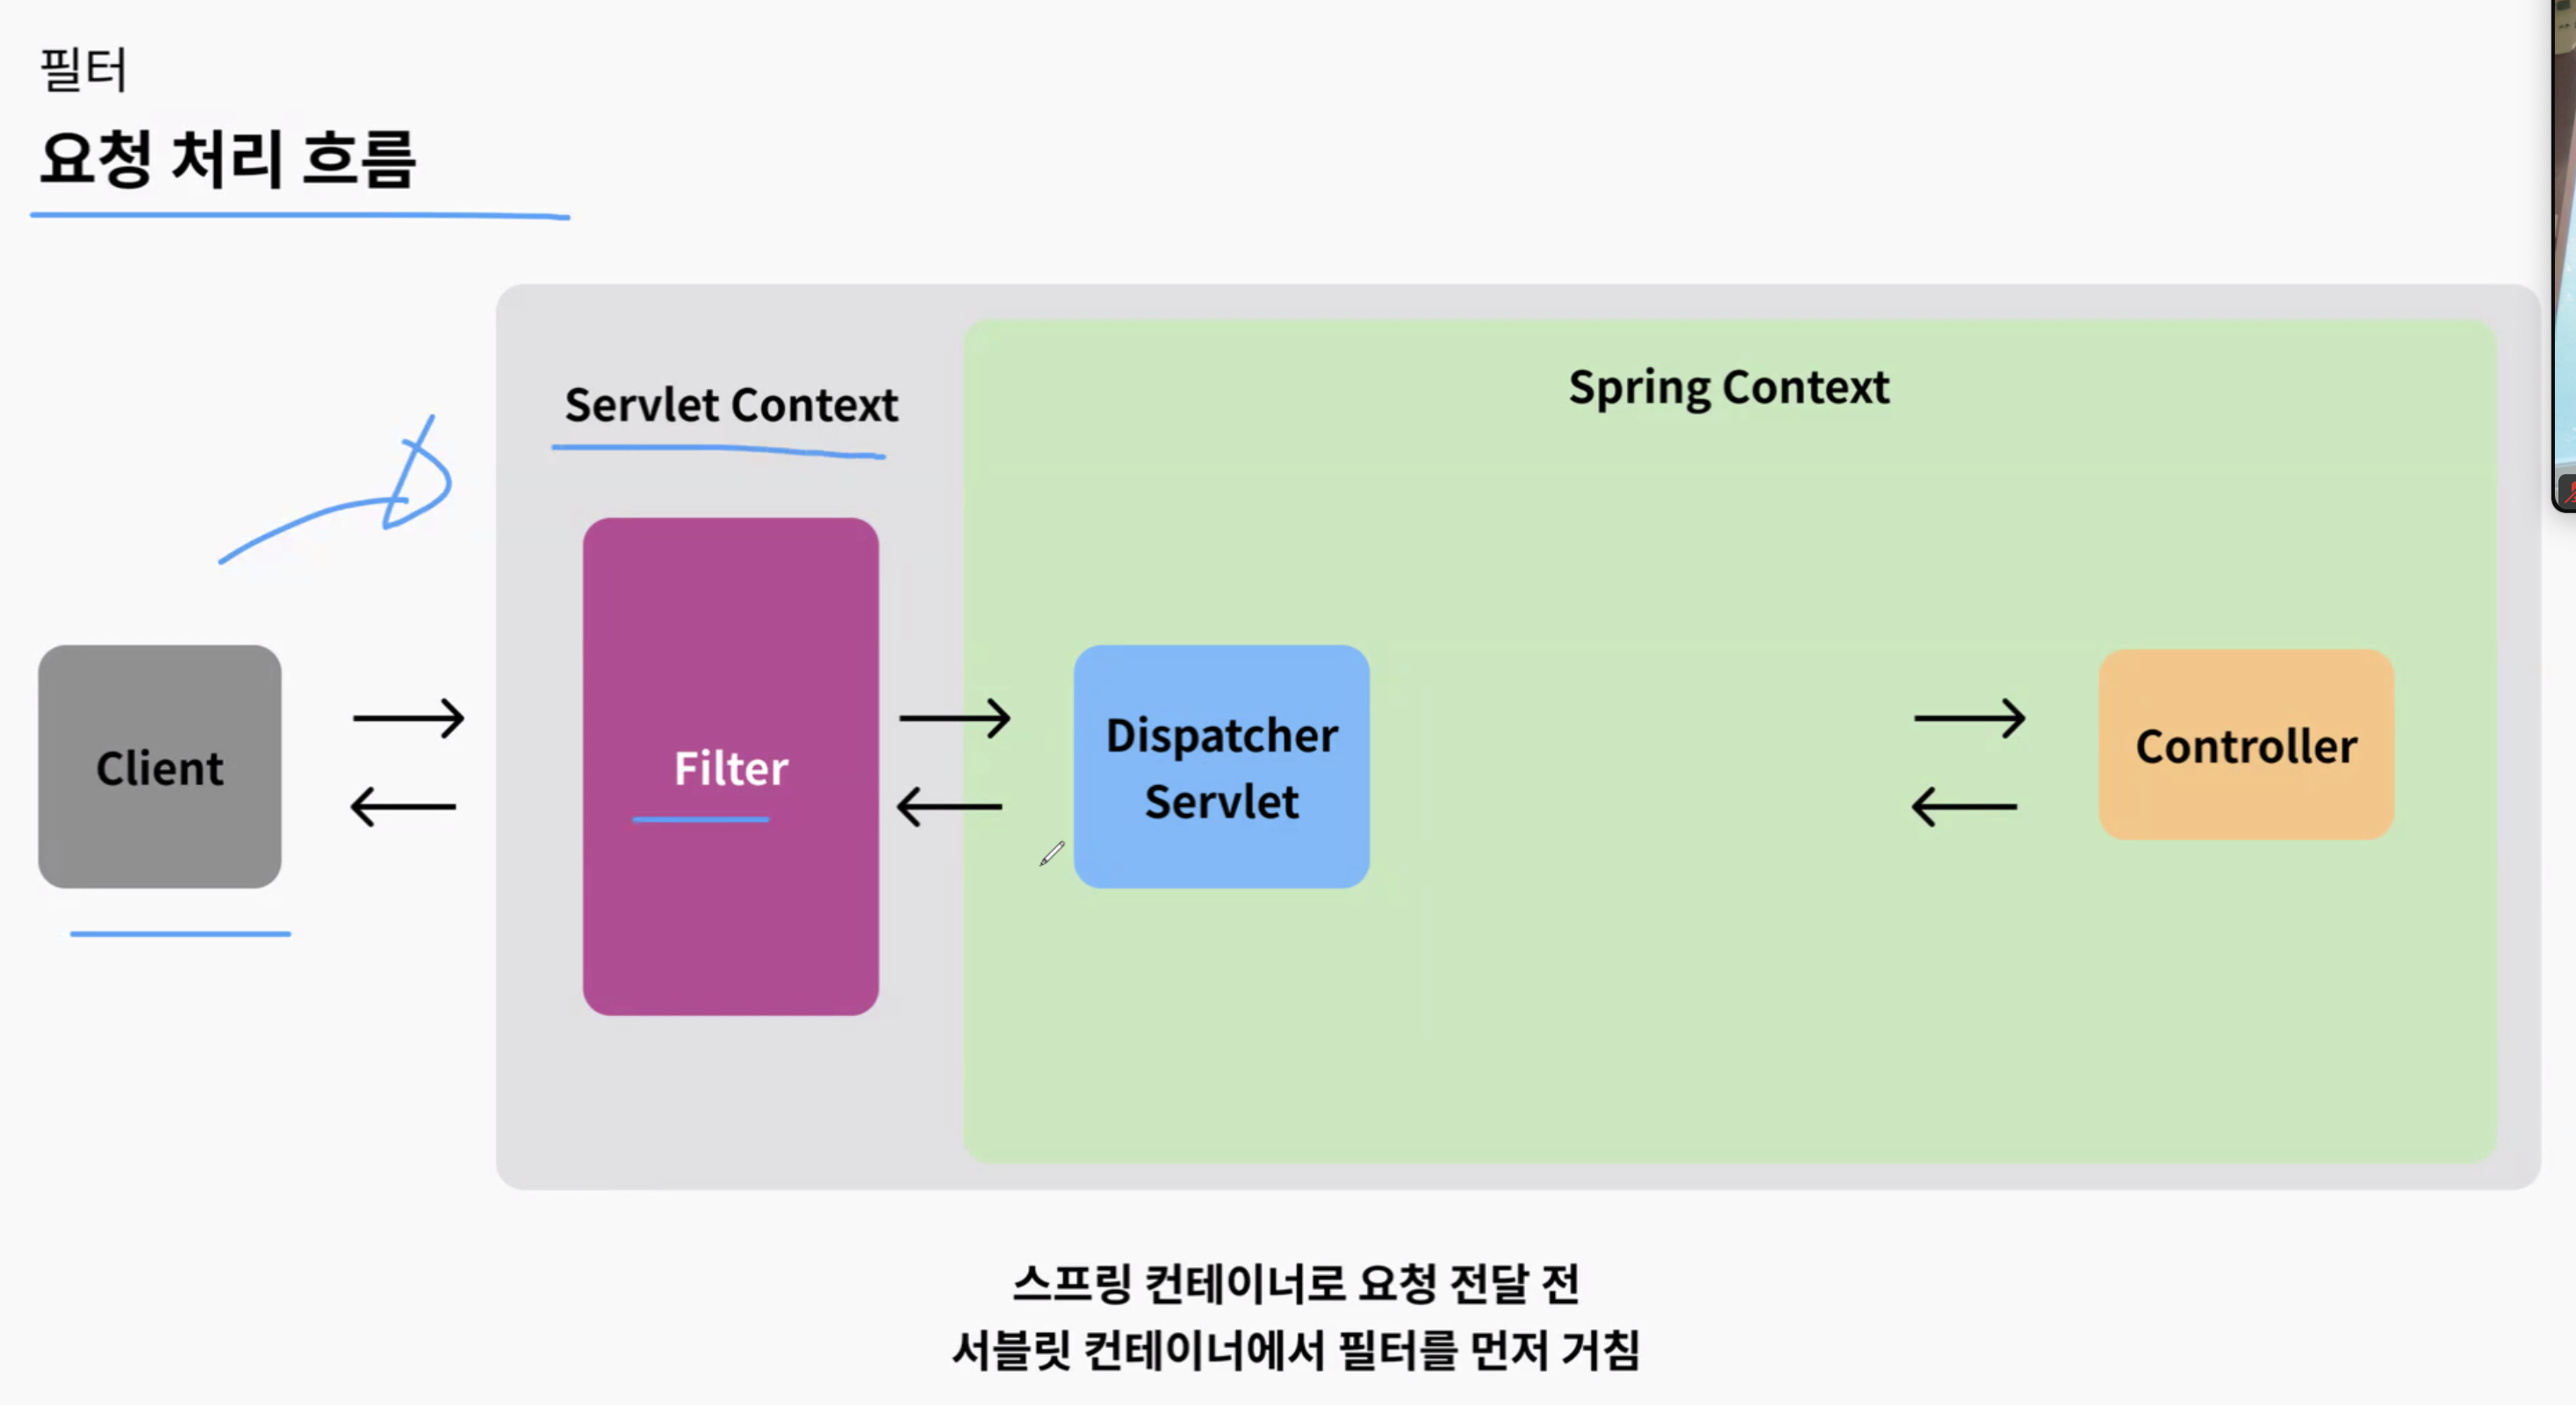 필터
요청 처리 흐름
Servlet Context
Spring Context
Client
Filter
Dispatcher
Servlet
Controller
스프링 컨테이너로 요청 전달 전
서블릿 컨테이너에서 필터를 먼저 거침